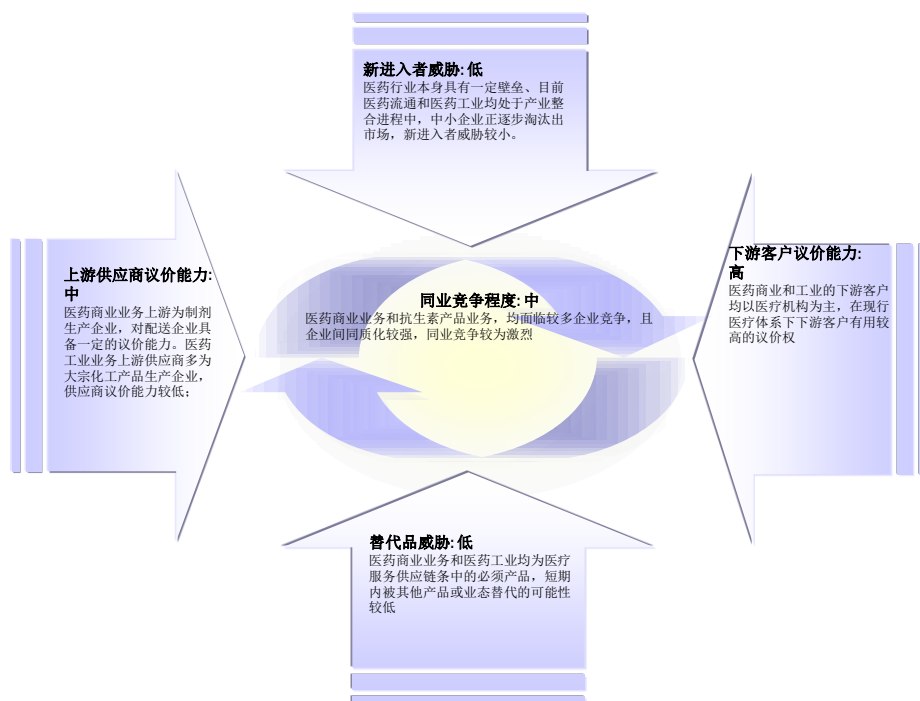 新进入者威胁:低
医药行业本身具有一定壁垒、目前
医药流通和医药工业均处于产业整
合进程中，中小企业正逐步淘汰出
市场，新进入者威胁较小。
上游供应商议价能力:
中
医药商业业务上游为制剂
生产企业，对配送企业具
备一定的议价能力。医药
工业业务上游供应商多为
大宗化工产品生产企业，
供应商议价能力较低；
同业竞争程度:中
医药商业业务和抗生素产品业务，均面临较多企业竞争，且
企业间同质化较强，同业竞争较为激烈
下游客户议价能力:
高
医药商业和工业的下游客户
均以医疗机构为主，在现行
医疗体系下下游客户有用较
高的议价权
替代品威胁:低
医药商业业务和医药工业均为医疗
服务供应链条中的必须产品，短期
内被其他产品或业态替代的可能性
较低